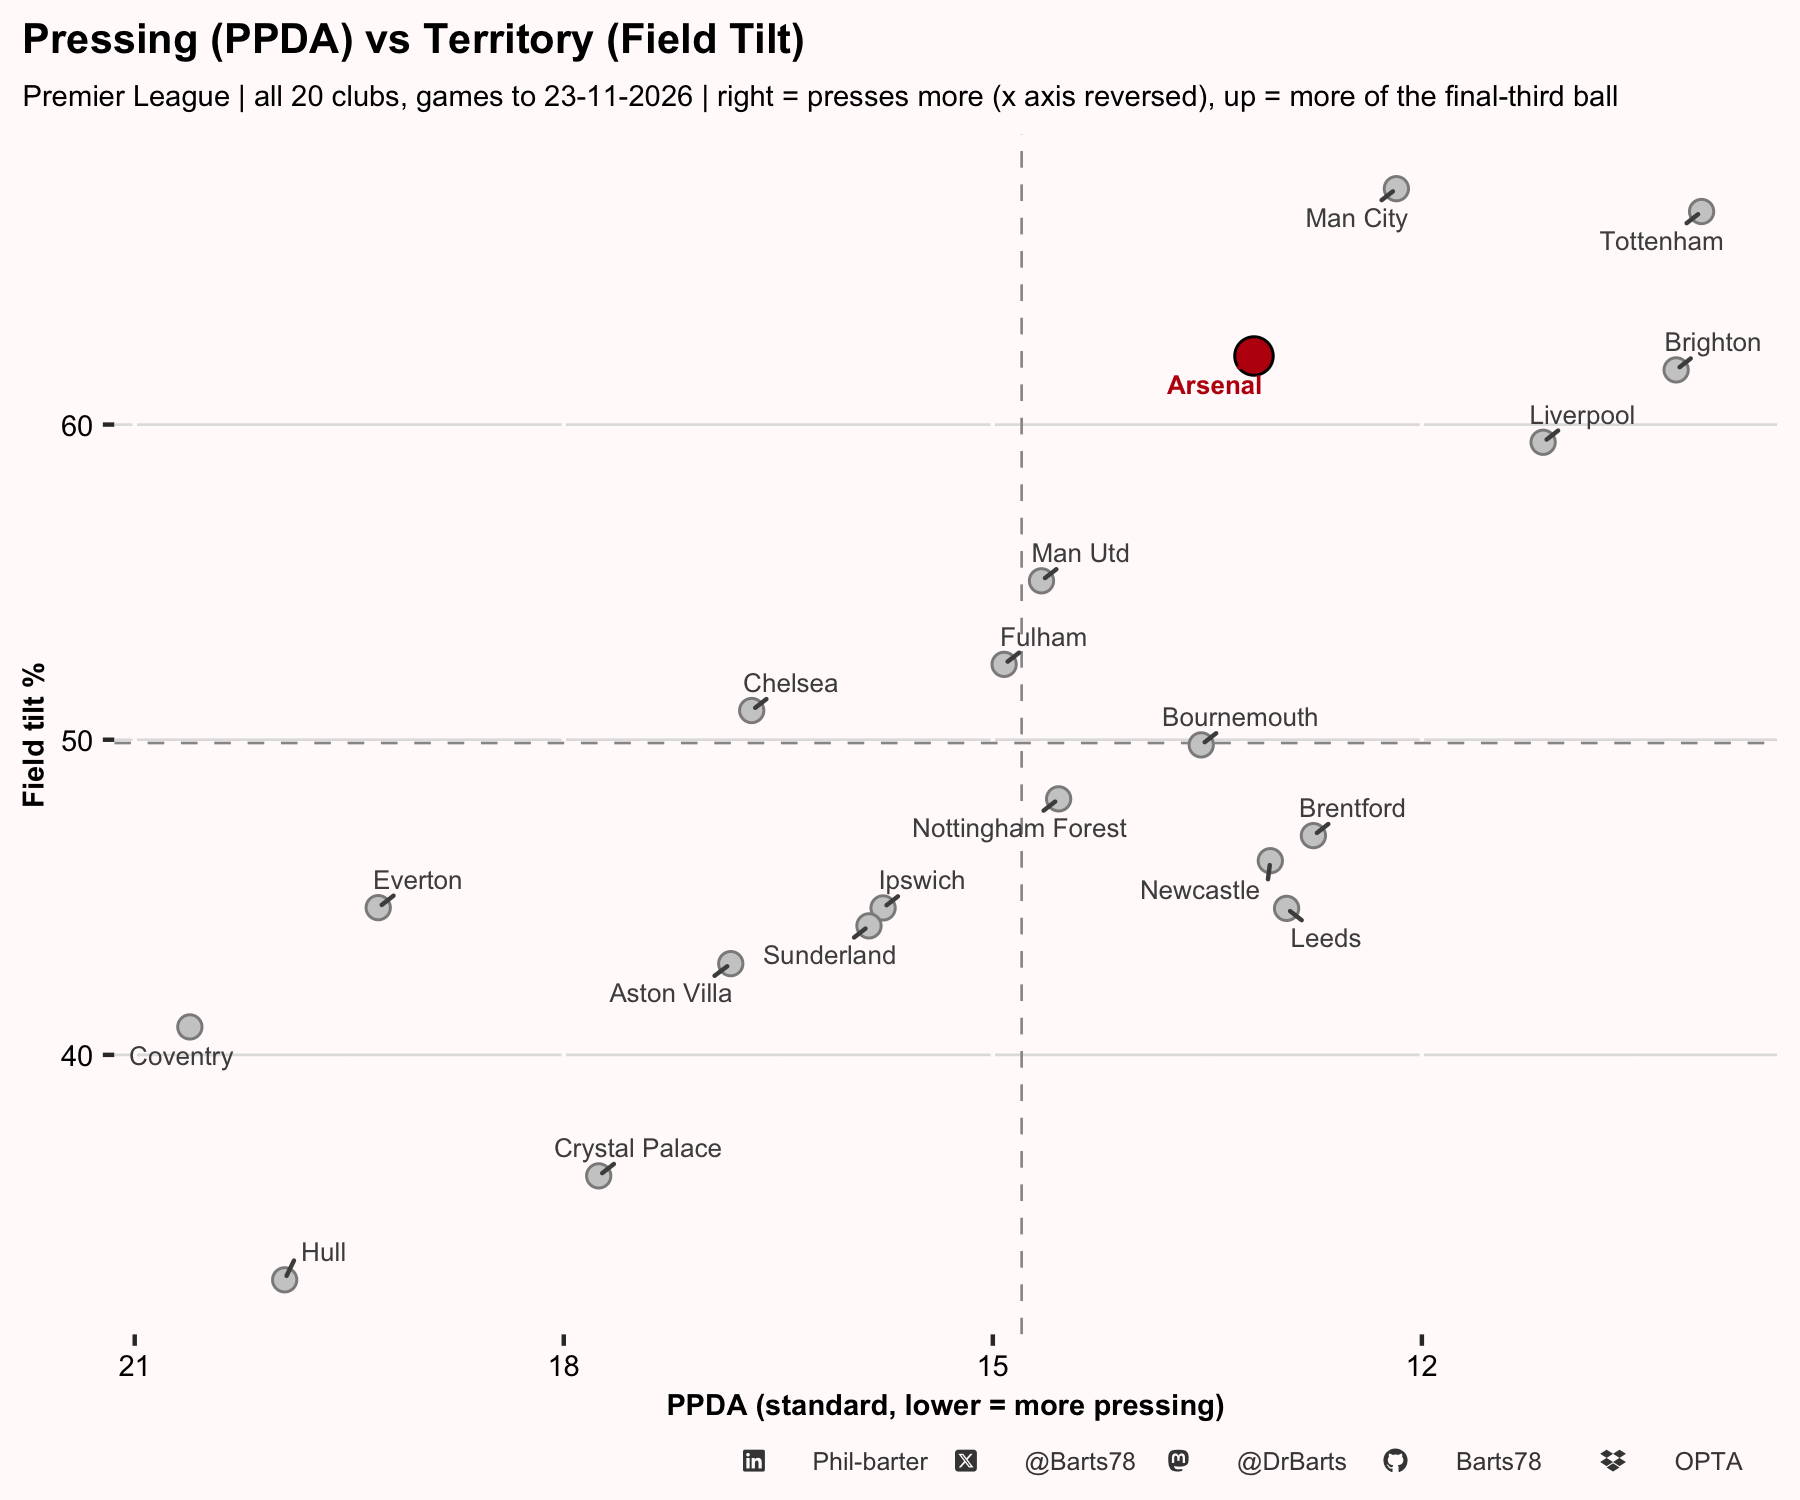 Pressing (PPDA) vs Territory (Field Tilt)
Premier League | all 20 clubs, games to 23-11-2026 | right = presses more (x axis reversed), up = more of the final-third ball
Man City
Tottenham
Brighton
Arsenal
Liverpool
60
Man Utd
Fulham
Chelsea
Bournemouth
50
Field tilt %
Nottingham Forest
Brentford
Everton
Ipswich
Newcastle
Leeds
Sunderland
Aston Villa
Coventry
40
Crystal Palace
Hull
21 18 15 12
PPDA (standard, lower = more pressing)
Phil-barter @Barts78 @DrBarts Barts78 OPTA